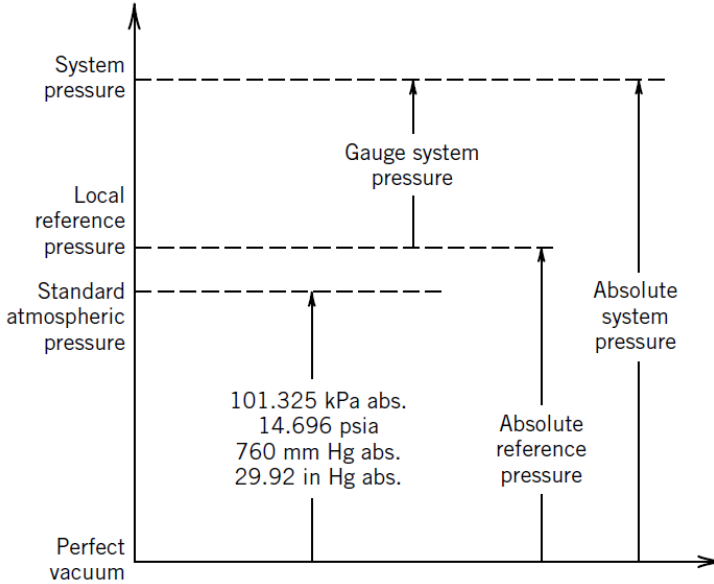 System
pressure
Gauge system
pressure
Local
reference
pressure
Standard
atmospheric
pressure
Absolute
system
pressure
101.325 kPa abs.
14.696 psia
760 mm Hg abs.
29.92 in Hg abs.
Absolute
reference
pressure
Perfect
vacuum